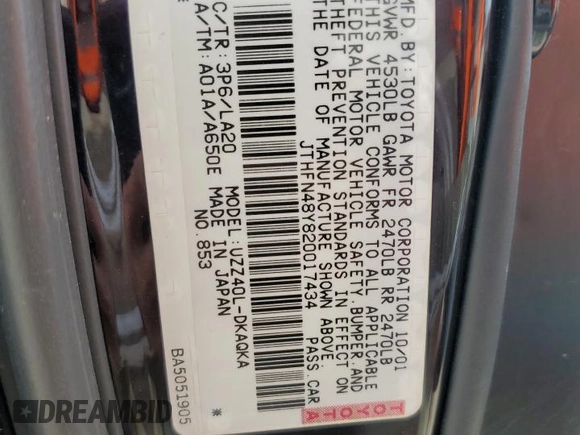 MFD. BY: TOYOTA MOTOR CORPORATION 10/01
GVWR 4530LB GAWR FR 2470LB RR 2470LB
THIS VEHICLE CONFORMS TO ALL APPLICABLE
FEDERAL MOTOR VEHICLE SAFETY, BUMPER, AND
THEFT PREVENTION STANDARDS IN EFFECT ON
THE DATE OF MANUFACTURE SHOWN ABOVE.
JTHFN48Y820017434 PASS. CAR
C/TR: 3P6/LA20 MODEL: UZZ40L-DKAQKA
A/TM: A01A/A650E MADE IN JAPAN
NO. 853
BA5051905 *
TOYOTA
DREAMBID